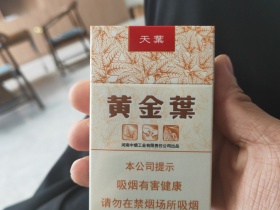 天葉
黄金葉
河南中烟工业有限责任公司出品
本公司提示
吸烟有害健康
请勿在禁烟场所吸烟